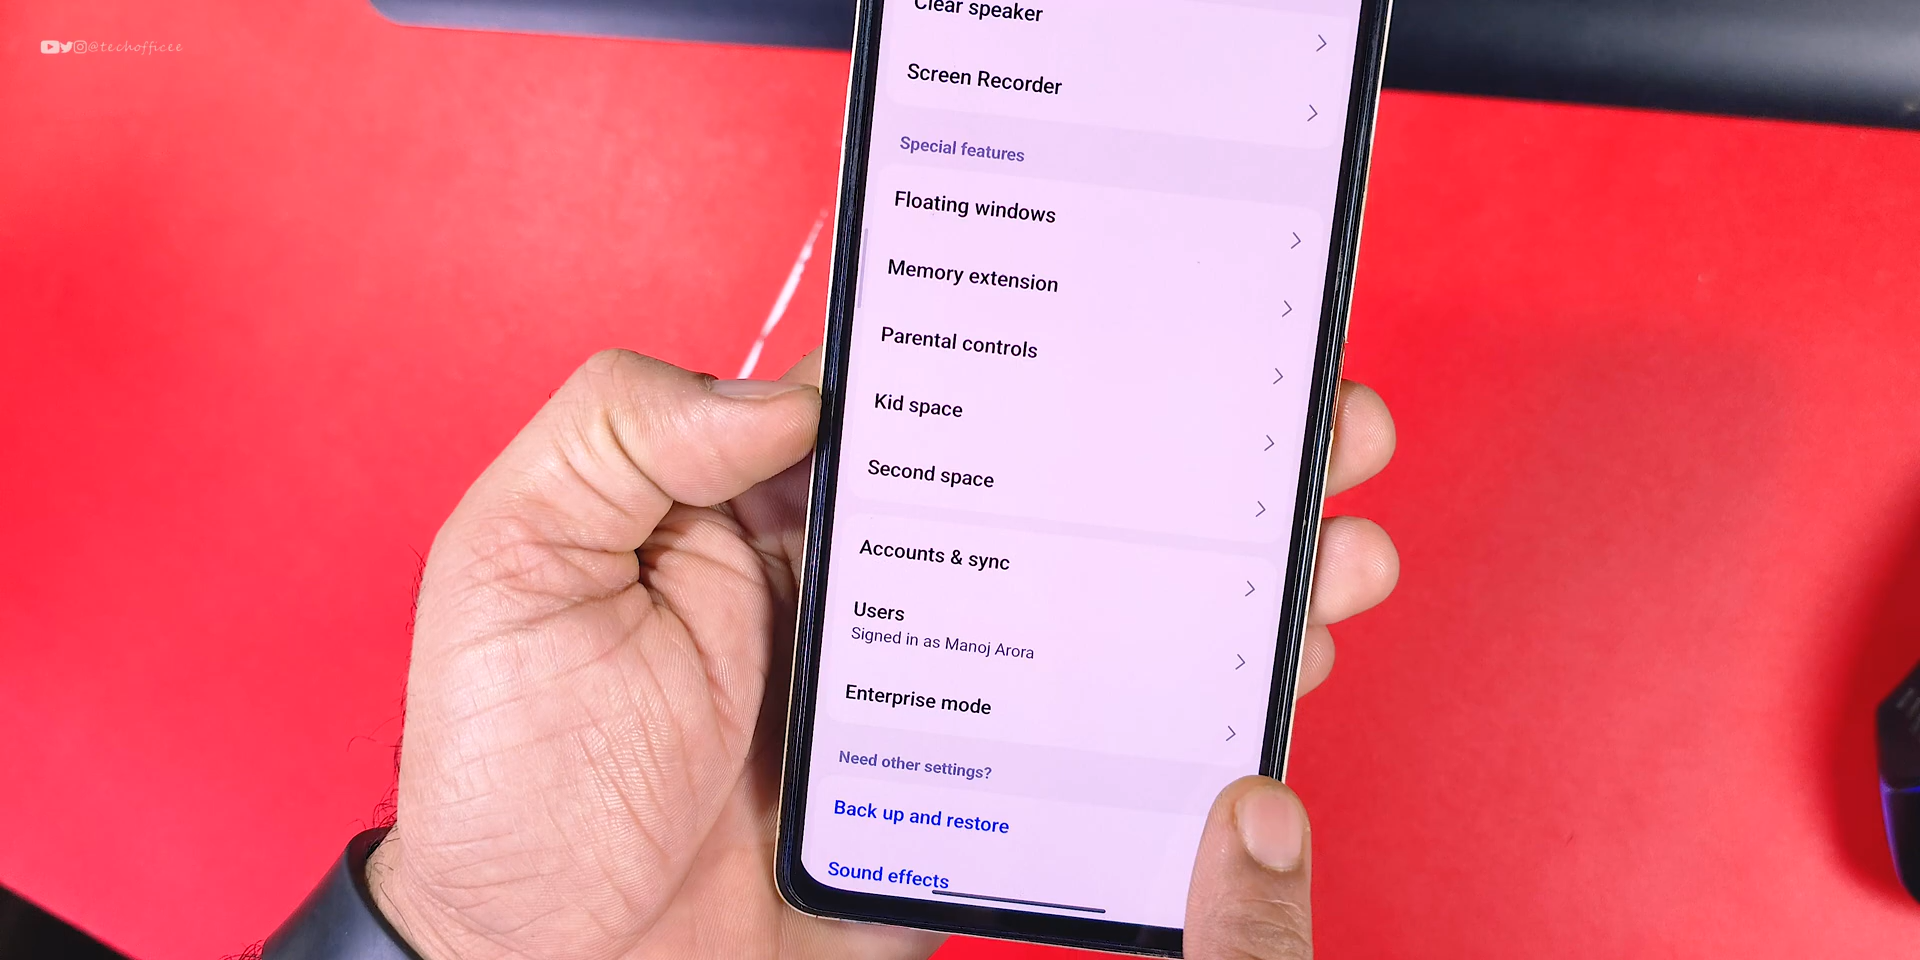 @techofficee
Clear speaker
Screen Recorder
Special features
Floating windows
Memory extension
Parental controls
Kid space
Second space
Accounts & sync
Users
Signed in as Manoj Arora
Enterprise mode
Need other settings?
Back up and restore
Sound effects